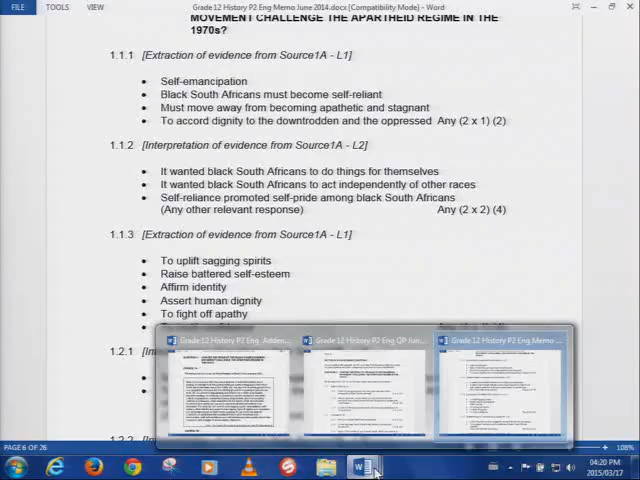 Grade 12 History P2 Eng Memo June 2014.docx [Compatibility Mode] - Word
FILE TOOLS VIEW
MOVEMENT CHALLENGE THE APARTHEID REGIME IN THE
1970s?
1.1.1 [Extraction of evidence from Source1A - L1]
• Self-emancipation
• Black South Africans must become self-reliant
• Must move away from becoming apathetic and stagnant
• To accord dignity to the downtrodden and the oppressed Any (2 x 1) (2)
1.1.2 [Interpretation of evidence from Source1A - L2]
• It wanted black South Africans to do things for themselves
• It wanted black South Africans to act independently of other races
• Self-reliance promoted self-pride among black South Africans
(Any other relevant response) Any (2 x 2) (4)
1.1.3 [Extraction of evidence from Source1A - L1]
• To uplift sagging spirits
• Raise battered self-esteem
• Affirm identity
• Assert human dignity
• To fight off apathy
Grade 12 History P2 Eng_Adden... Grade 12 History P2 Eng QP Jun... Grade 12 History P2 Eng Memo ...
1.2.1
1.2.2
PAGE 6 OF 26
108%
04:20 PM
2015/03/17